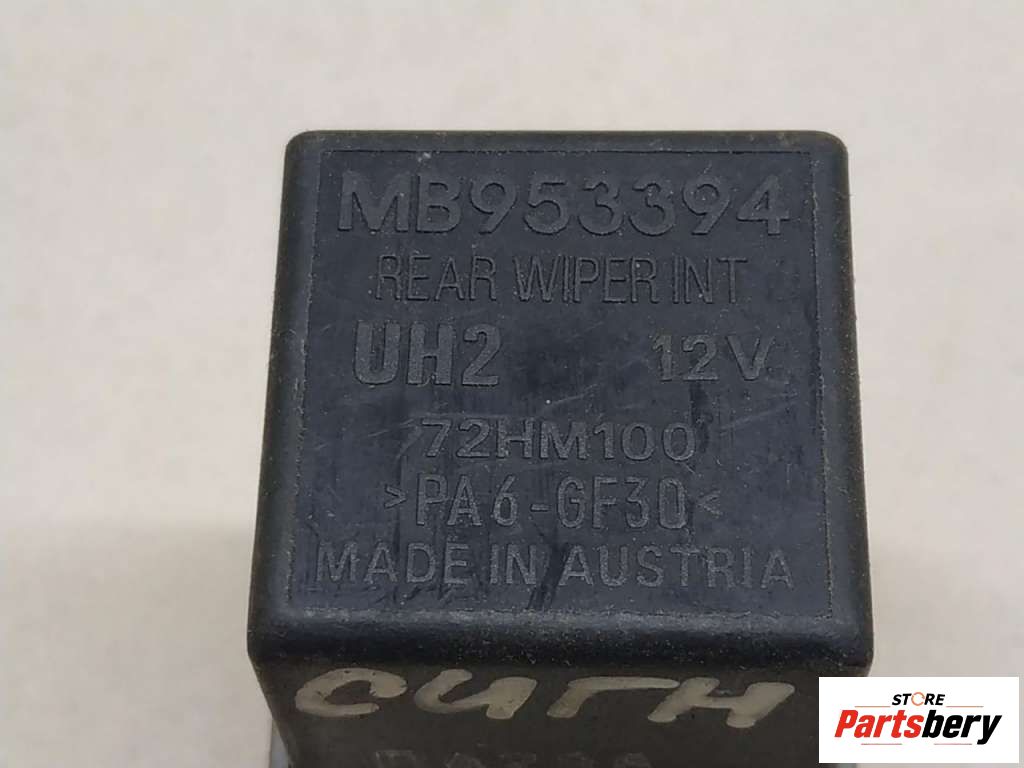 MB953394
REAR WIPER INT
UH2 12V
72HM100
>PA6-GF30<
MADE IN AUSTRIA
СИГН
STORE
Partsbery